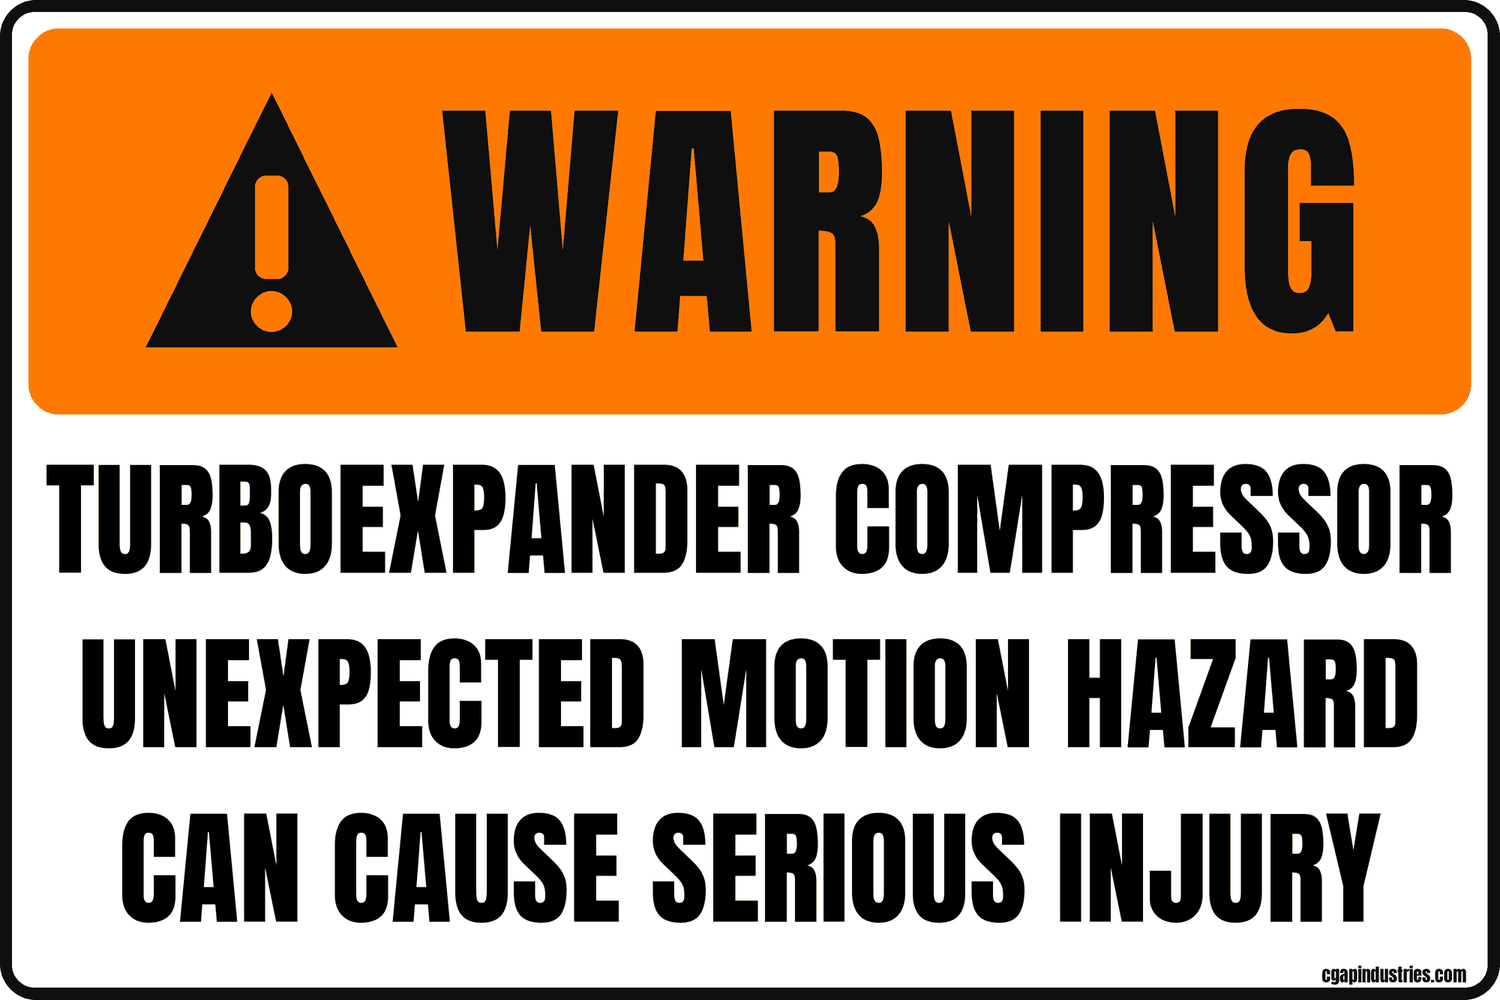 WARNING
TURBOEXPANDER COMPRESSOR
UNEXPECTED MOTION HAZARD
CAN CAUSE SERIOUS INJURY
cgapindustries.com